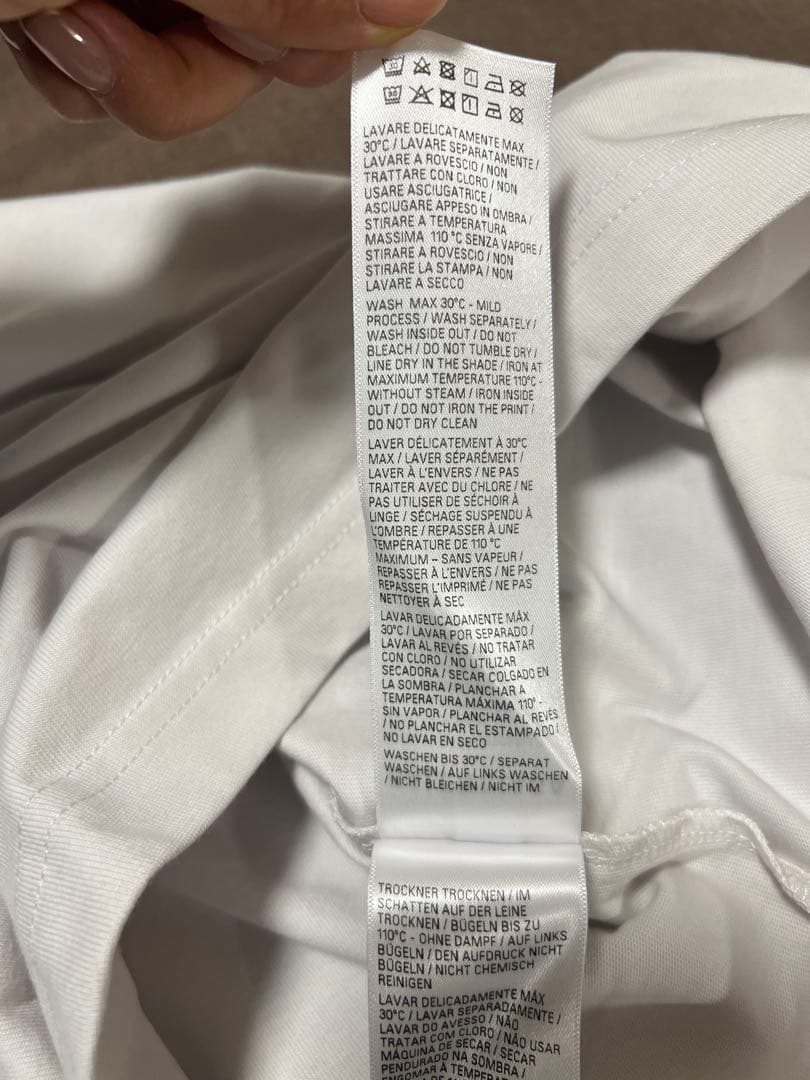 LAVARE DELICATAMENTE MAX
30°C / LAVARE SEPARATAMENTE /
LAVARE A ROVESCIO / NON
TRATTARE CON CLORO / NON
USARE ASCIUGATRICE /
ASCIUGARE APPESO IN OMBRA /
STIRARE A TEMPERATURA
MASSIMA 110 °C SENZA VAPORE /
STIRARE A ROVESCIO / NON
STIRARE LA STAMPA / NON
LAVARE A SECCO
WASH MAX 30°C - MILD
PROCESS / WASH SEPARATELY /
WASH INSIDE OUT / DO NOT
BLEACH / DO NOT TUMBLE DRY /
LINE DRY IN THE SHADE / IRON AT
MAXIMUM TEMPERATURE 110°C -
WITHOUT STEAM / IRON INSIDE
OUT / DO NOT IRON THE PRINT /
DO NOT DRY CLEAN
LAVER DÉLICATEMENT À 30°C
MAX / LAVER SÉPARÉMENT /
LAVER À L'ENVERS / NE PAS
TRAITER AVEC DU CHLORE / NE
PAS UTILISER DE SÉCHOIR À
LINGE / SÉCHAGE SUSPENDU À
L'OMBRE / REPASSER À UNE
TEMPÉRATURE DE 110 °C
MAXIMUM – SANS VAPEUR /
REPASSER À L'ENVERS / NE PAS
REPASSER L'IMPRIMÉ / NE PAS
NETTOYER À SEC
LAVAR DELICADAMENTE MÁX
30°C / LAVAR POR SEPARADO /
LAVAR AL REVÉS / NO TRATAR
CON CLORO / NO UTILIZAR
SECADORA / SECAR COLGADO EN
LA SOMBRA / PLANCHAR A
TEMPERATURA MÁXIMA 110° -
SIN VAPOR / PLANCHAR AL REVÉS
/ NO PLANCHAR EL ESTAMPADO /
NO LAVAR EN SECO
WASCHEN BIS 30°C / SEPARAT
WASCHEN / AUF LINKS WASCHEN
/ NICHT BLEICHEN / NICHT IM
TROCKNER TROCKNEN / IM
SCHATTEN AUF DER LEINE
TROCKNEN / BÜGELN BIS ZU
110°C - OHNE DAMPF / AUF LINKS
BÜGELN / DEN AUFDRUCK NICHT
BÜGELN / NICHT CHEMISCH
REINIGEN
LAVAR DELICADAMENTE MÁX
30°C / LAVAR SEPARADAMENTE /
LAVAR DO AVESSO / NÃO
TRATAR COM CLORO / NÃO USAR
MÁQUINA DE SECAR / SECAR
PENDURADO NA SOMBRA /
ENGOMAR À TEMPERAT